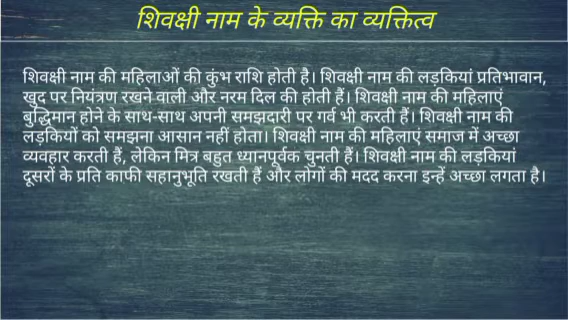 शिवक्षी नाम के व्यक्ति का व्यक्तित्व
शिवक्षी नाम की महिलाओं की कुंभ राशि होती है। शिवक्षी नाम की लड़कियां प्रतिभावान,
खुद पर नियंत्रण रखने वाली और नरम दिल की होती हैं। शिवक्षी नाम की महिलाएं
बुद्धिमान होने के साथ-साथ अपनी समझदारी पर गर्व भी करती हैं। शिवक्षी नाम की
लड़कियों को समझना आसान नहीं होता। शिवक्षी नाम की महिलाएं समाज में अच्छा
व्यवहार करती हैं, लेकिन मित्र बहुत ध्यानपूर्वक चुनती हैं। शिवक्षी नाम की लड़कियां
दूसरों के प्रति काफी सहानुभूति रखती हैं और लोगों की मदद करना इन्हें अच्छा लगता है।